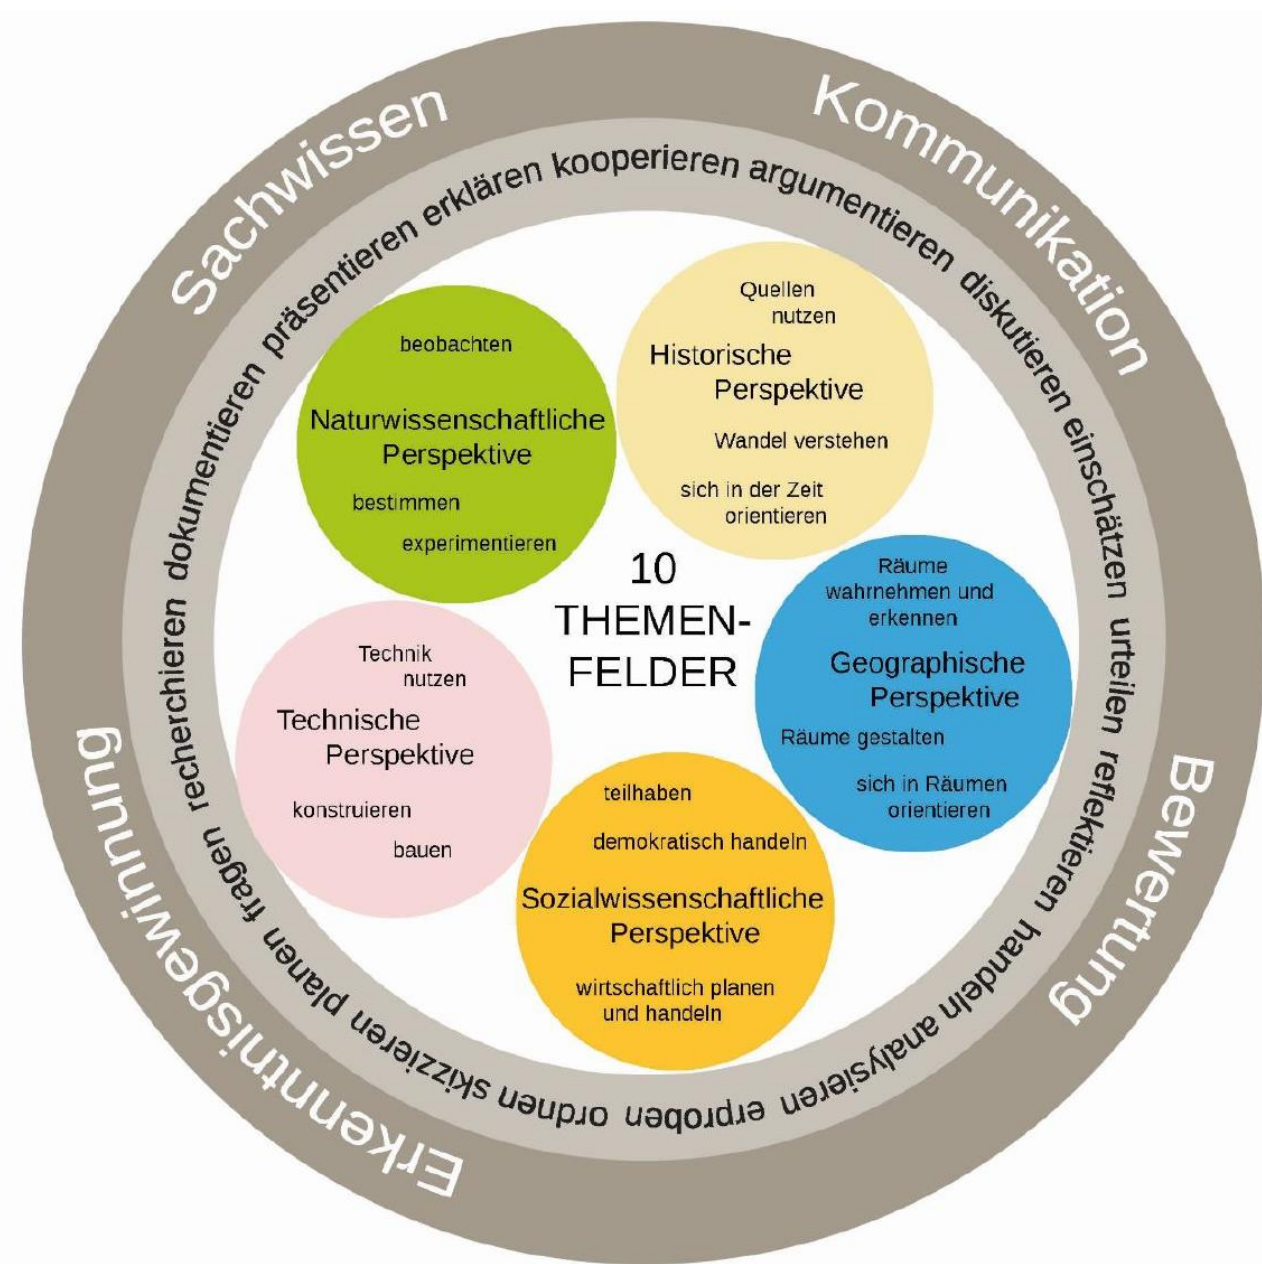 Sachwissen
Kommunikation
Bewertung
Erkenntnisgewinnung
präsentieren erklären kooperieren argumentieren diskutieren einschätzen urteilen reflektieren handeln analysieren erproben ordnen skizzieren planen fragen recherchieren dokumentieren
beobachten
Naturwissenschaftliche
Perspektive
bestimmen
experimentieren
Quellen
nutzen
Historische
Perspektive
Wandel verstehen
sich in der Zeit
orientieren
10
THEMEN-
FELDER
Räume
wahrnehmen und
erkennen
Geographische
Perspektive
Räume gestalten
sich in Räumen
orientieren
Technik
nutzen
Technische
Perspektive
konstruieren
bauen
teilhaben
demokratisch handeln
Sozialwissenschaftliche
Perspektive
wirtschaftlich planen
und handeln